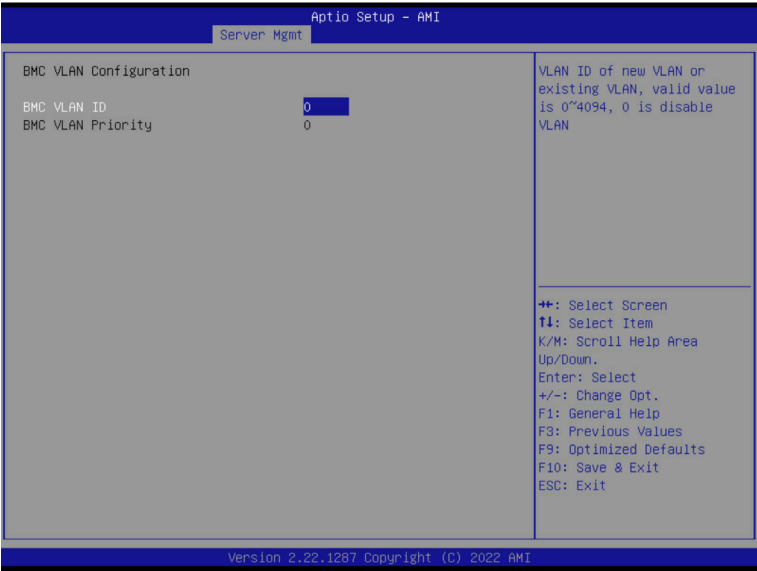 Aptio Setup – AMI
Server Mgmt
BMC VLAN Configuration
BMC VLAN ID 0
BMC VLAN Priority 0
VLAN ID of new VLAN or
existing VLAN, valid value
is 0~4094, 0 is disable
VLAN
→←: Select Screen
↑↓: Select Item
K/M: Scroll Help Area
Up/Down.
Enter: Select
+/-: Change Opt.
F1: General Help
F3: Previous Values
F9: Optimized Defaults
F10: Save & Exit
ESC: Exit
Version 2.22.1287 Copyright (C) 2022 AMI